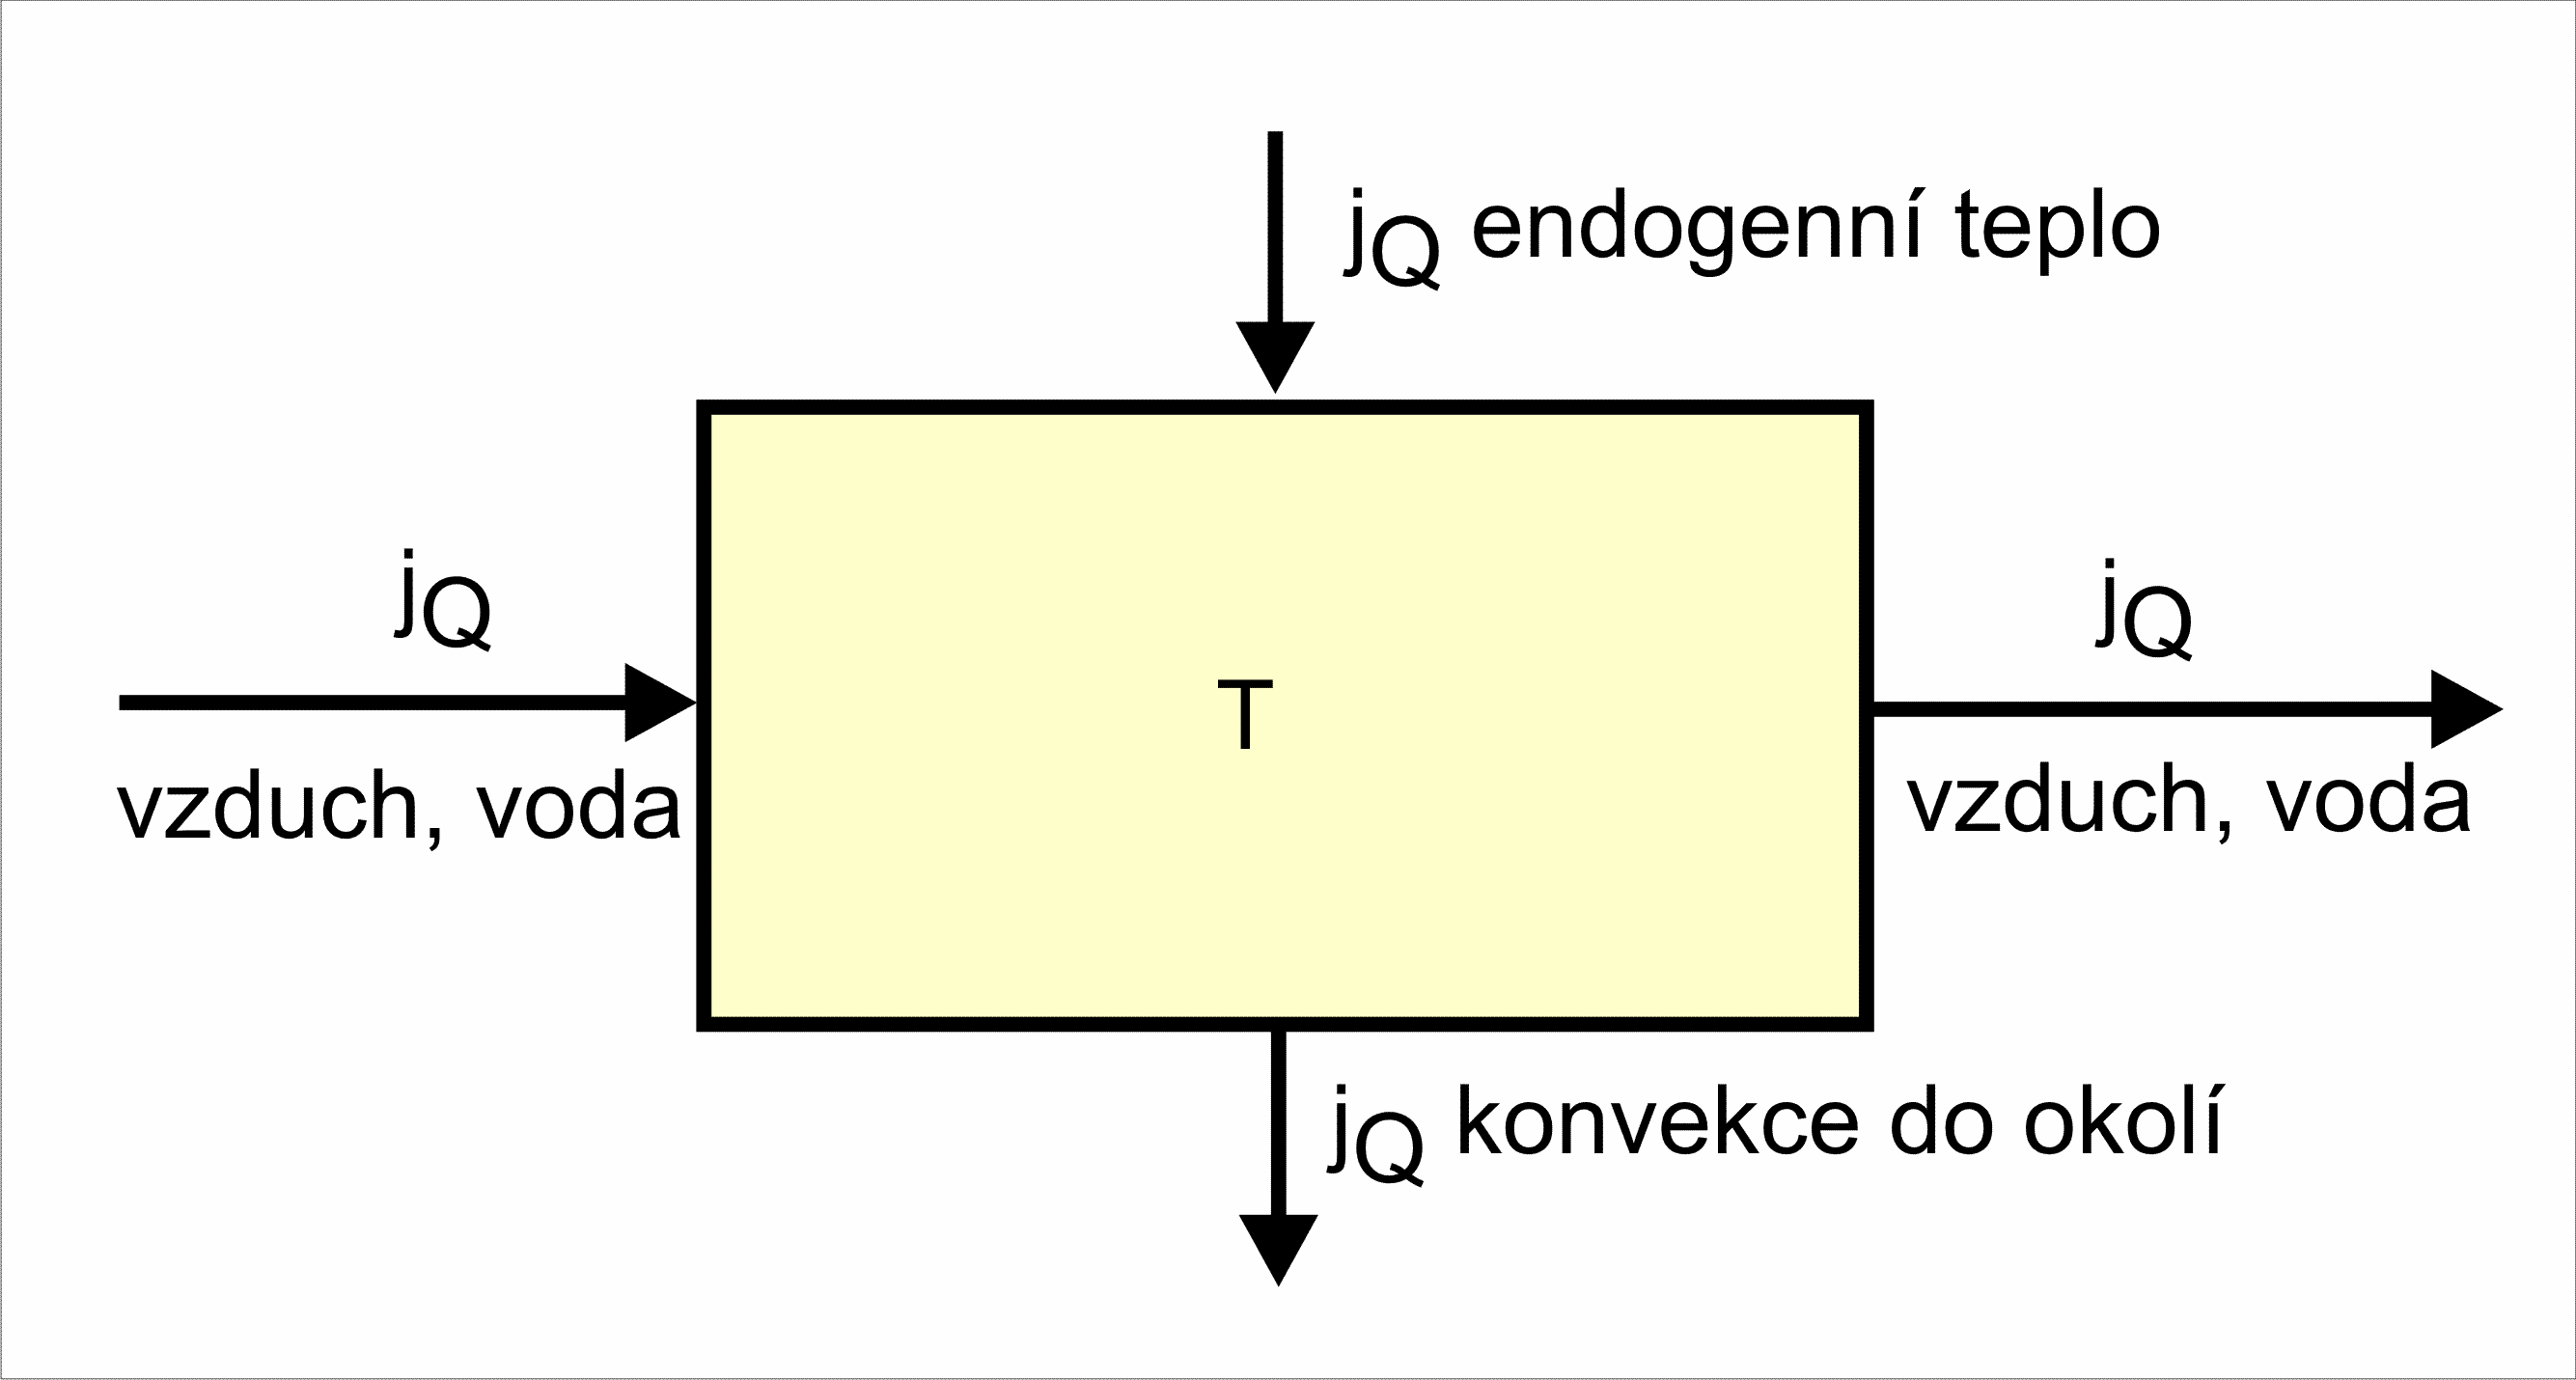 jQ endogenní teplo
jQ
vzduch, voda
T
jQ
vzduch, voda
jQ konvekce do okolí